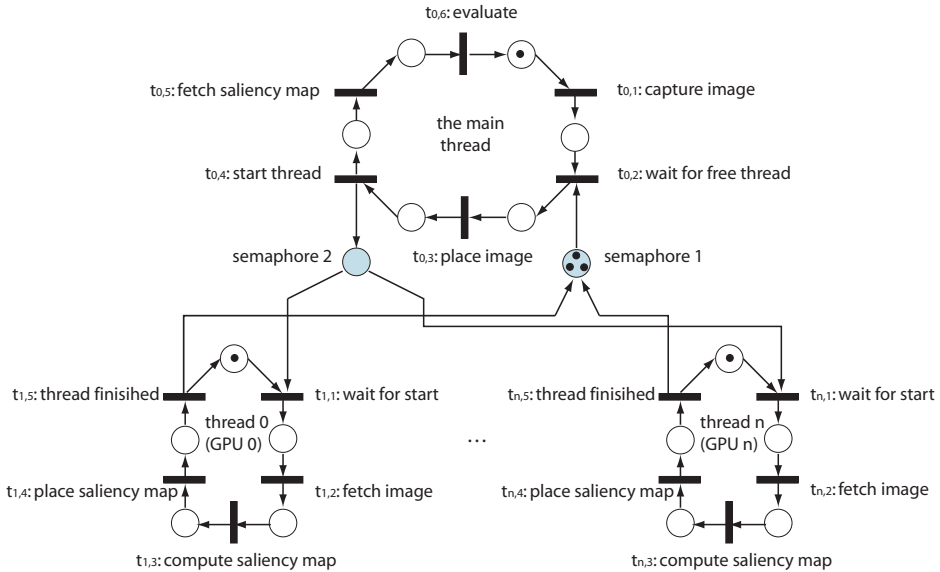 t0,6: evaluate
t0,5: fetch saliency map
t0,1: capture image
the main
thread
t0,4: start thread
t0,2: wait for free thread
semaphore 2
t0,3: place image
semaphore 1
t1,5: thread finisihed
t1,1: wait for start
tn,5: thread finisihed
tn,1: wait for start
thread 0
(GPU 0)
...
thread n
(GPU n)
t1,4: place saliency map
t1,2: fetch image
tn,4: place saliency map
tn,2: fetch image
t1,3: compute saliency map
tn,3: compute saliency map